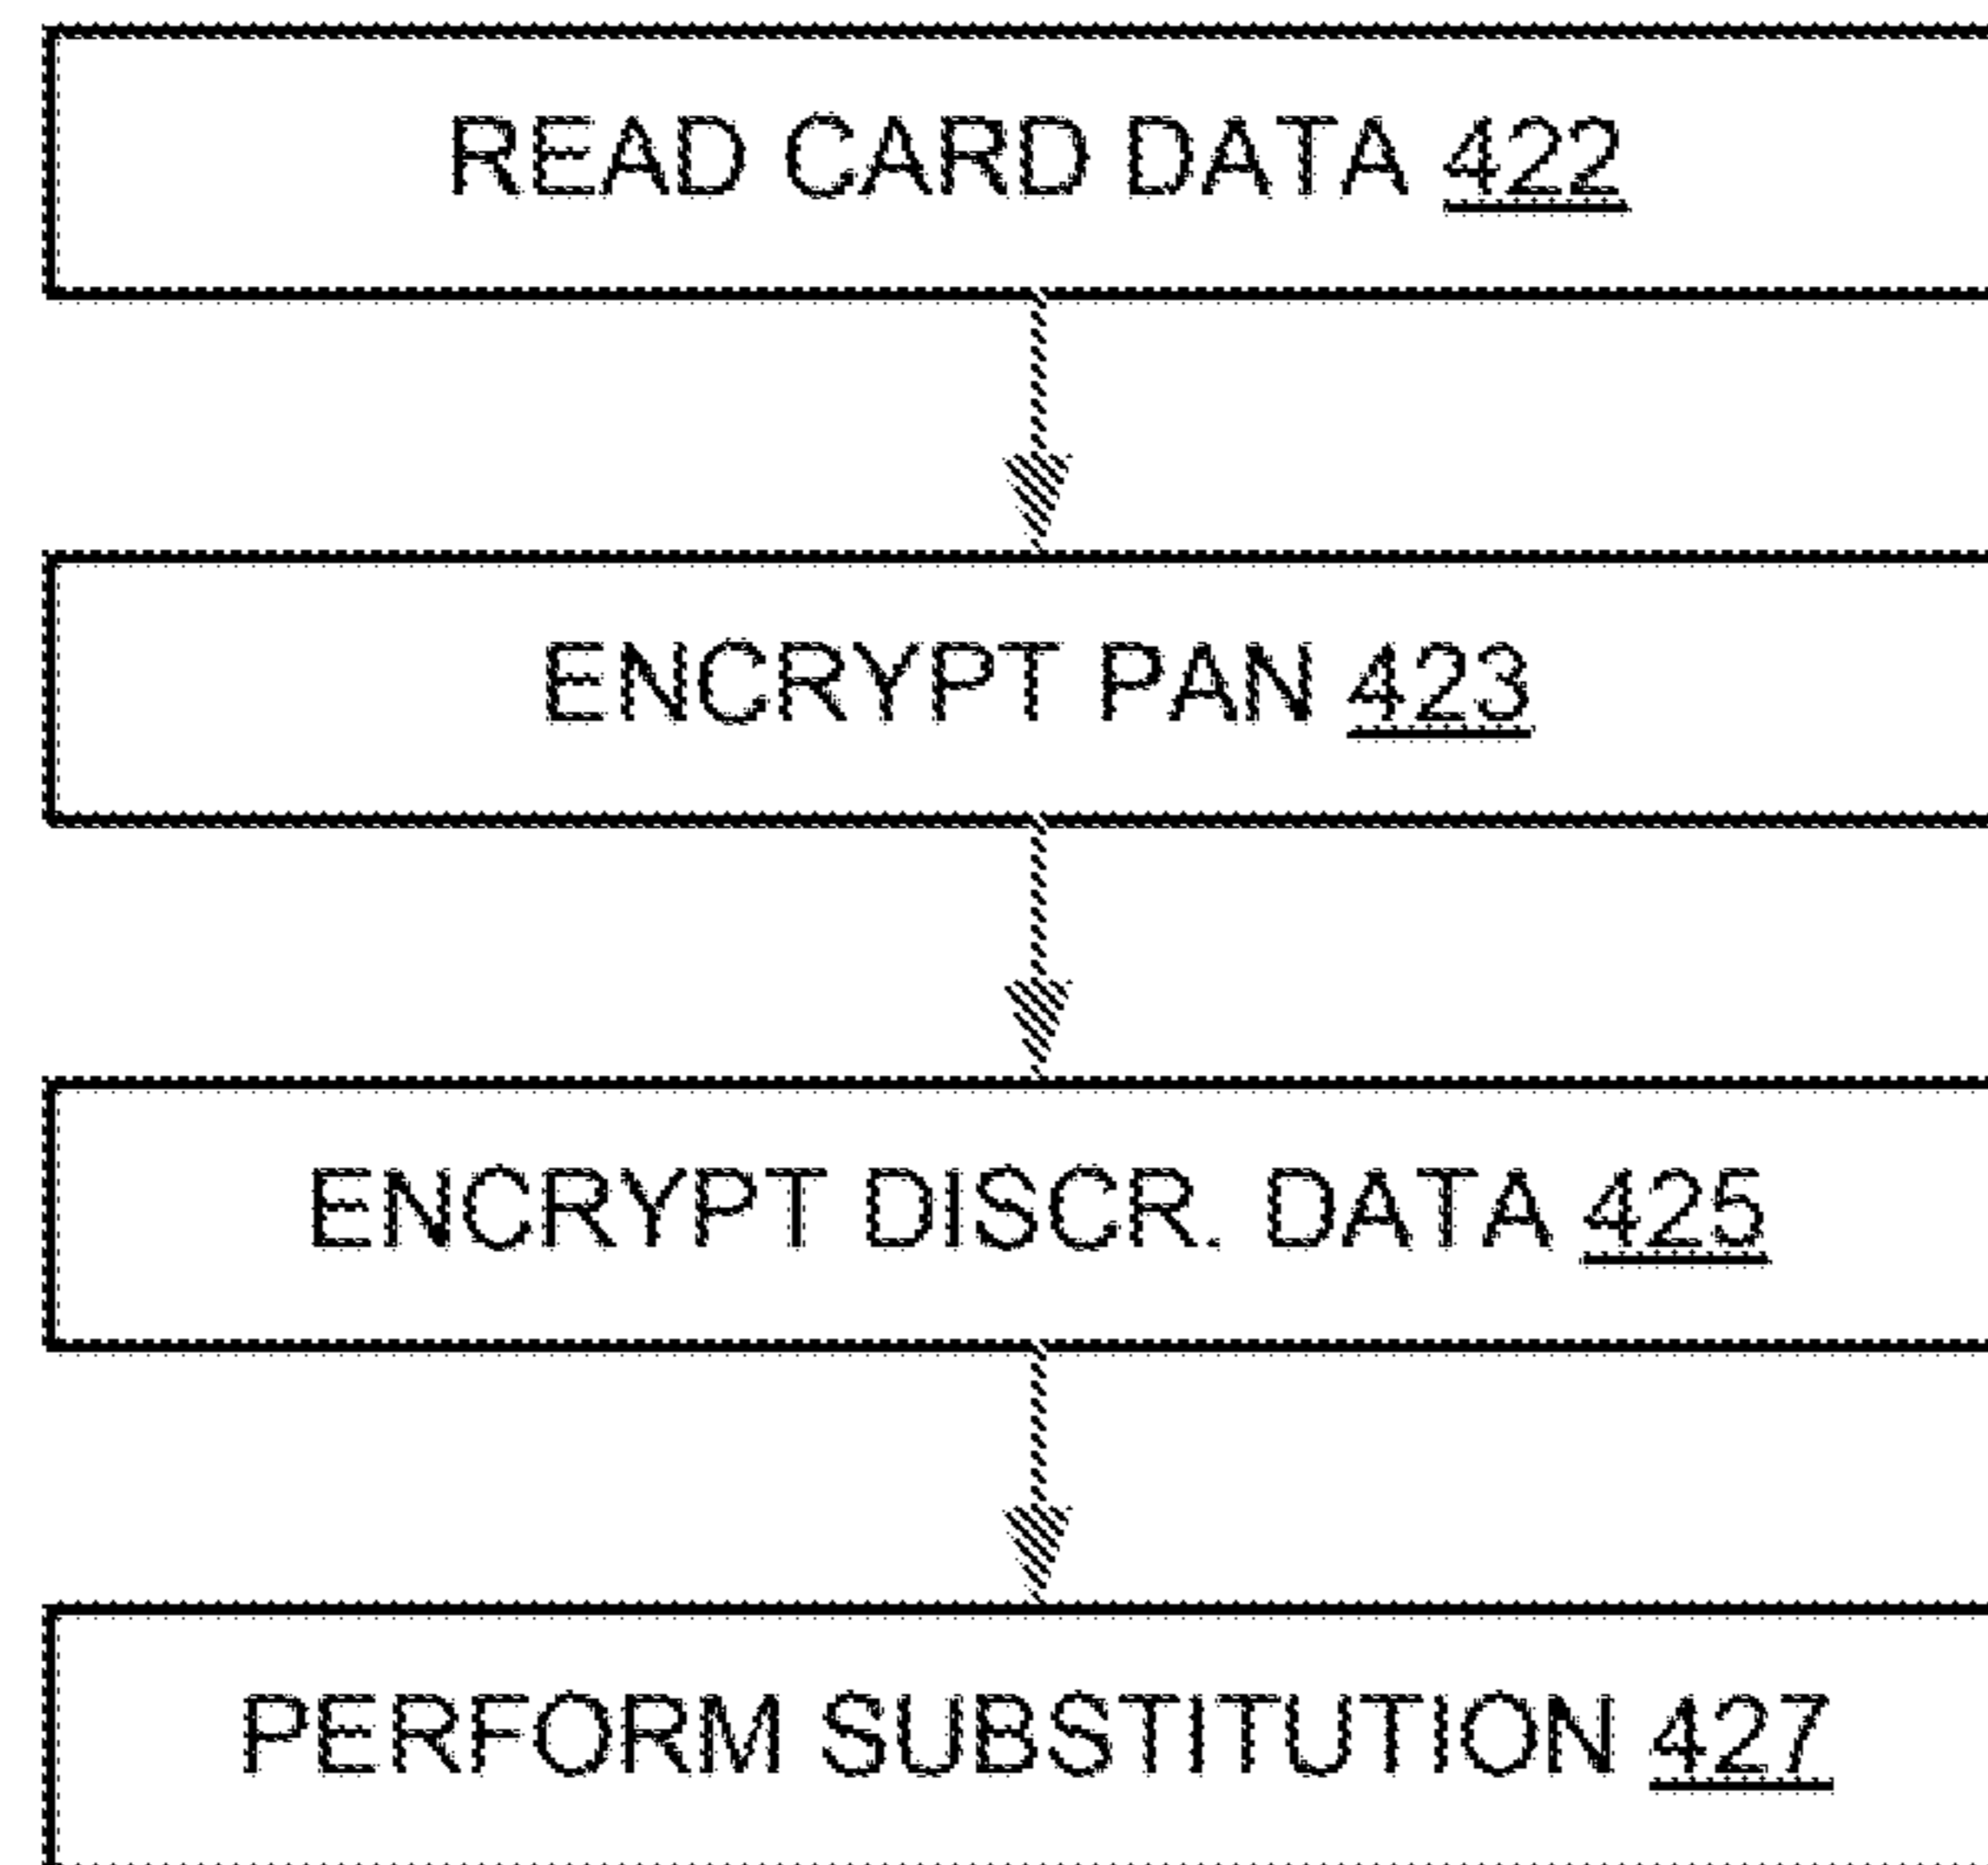 READ CARD DATA 422
ENCRYPT PAN 423
ENCRYPT DISCR. DATA 425
PERFORM SUBSTITUTION 427